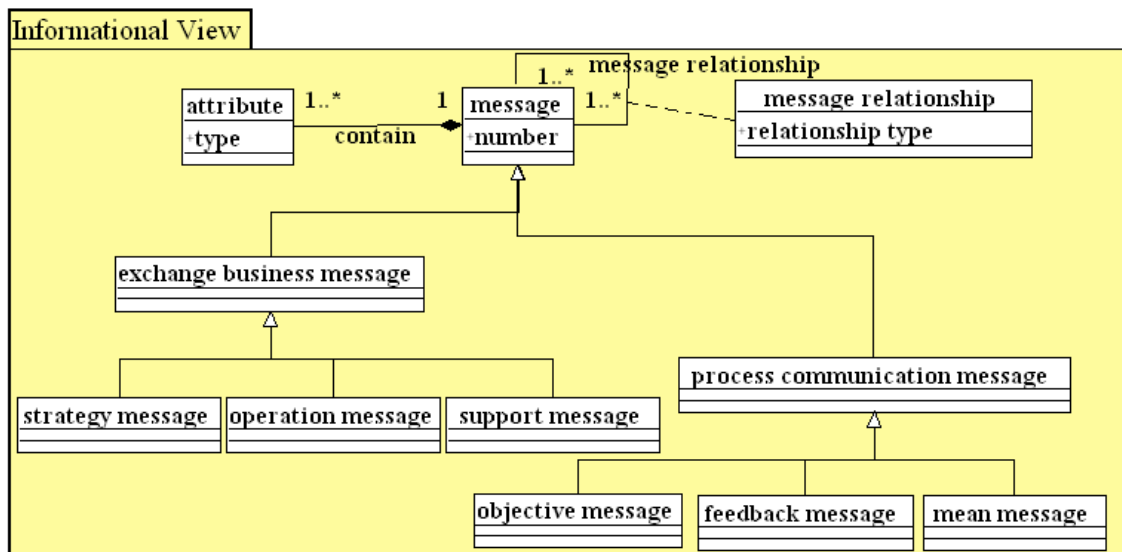 Informational View
1..*
message relationship
attribute
1..*
1
message
1..*
message relationship
+type
contain
+number
+relationship type
exchange business message
process communication message
strategy message
operation message
support message
objective message
feedback message
mean message